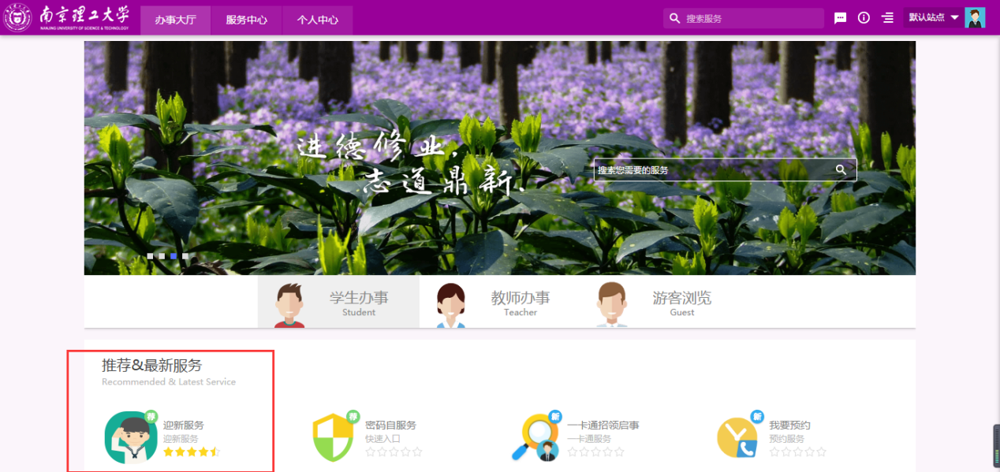 南京理工大学
NANJING UNIVERSITY OF SCIENCE & TECHNOLOGY
办事大厅 服务中心 个人中心
搜索服务
默认站点
进德修业,
志道鼎新.
搜索您需要的服务
学生办事
Student
教师办事
Teacher
游客浏览
Guest
推荐&最新服务
Recommended & Latest Service
荐
迎新服务
迎新服务
荐
密码自服务
快速入口
新
一卡通招领启事
一卡通服务
新
我要预约
预约服务